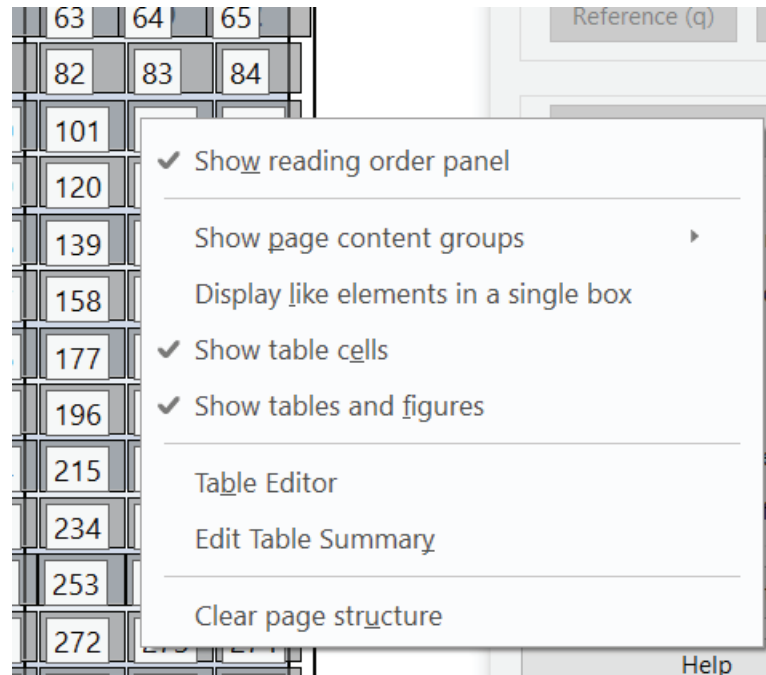 63 64 65
Reference (q)
82 83 84
101
Show reading order panel
120
139
Show page content groups
158
Display like elements in a single box
177
Show table cells
196
Show tables and figures
215
Table Editor
234
Edit Table Summary
253
Clear page structure
272
Help